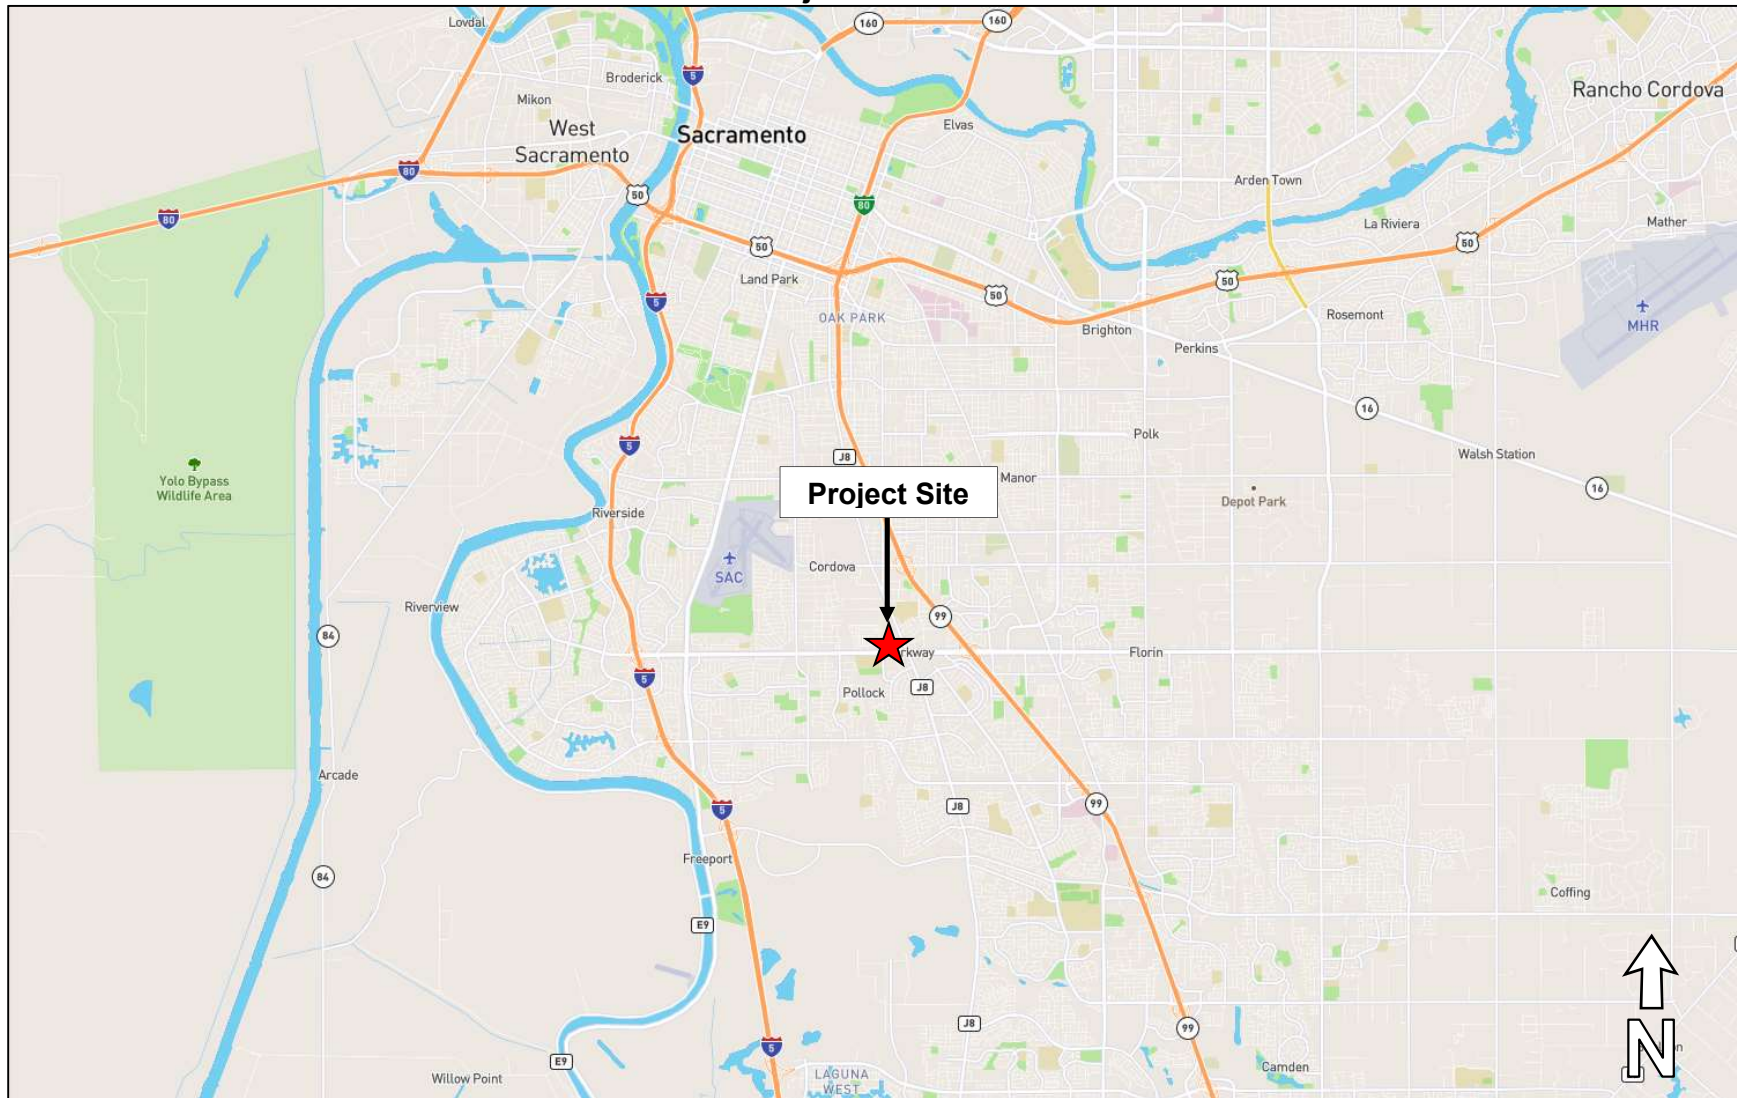 Lovdal
160
160
5
Broderick
Rancho Cordova
Mikon
West
Sacramento
Sacramento
Elvas
80
50
80
Arden Town
80
La Riviera
Mather
50
50
Land Park
50
50
5
OAK PARK
Brighton
Rosemont
MHR
Perkins
16
5
Polk
J8
Walsh Station
Yolo Bypass
Wildlife Area
Manor
16
Project Site
Depot Park
Riverside
SAC
Cordova
Riverview
99
84
rkway
Florin
5
Pollock
J8
Arcade
5
J8
99
Freeport
84
Coffing
E9
J8
99
5
E9
N
Camden
Willow Point
LAGUNA
WEST